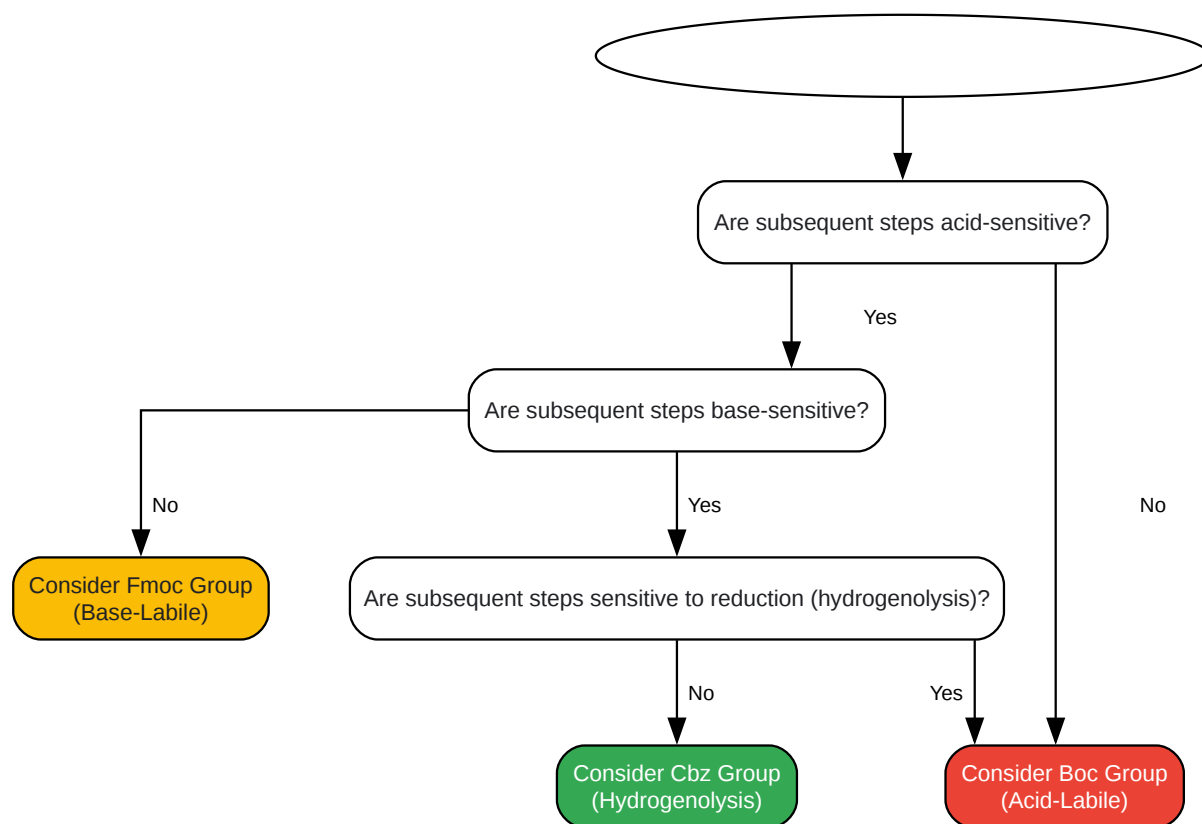 Are subsequent steps acid-sensitive?
Yes
Are subsequent steps base-sensitive?
No
Yes
No
Consider Fmoc Group
(Base-Labile)
Are subsequent steps sensitive to reduction (hydrogenolysis)?
No
Yes
Consider Cbz Group
(Hydrogenolysis)
Consider Boc Group
(Acid-Labile)